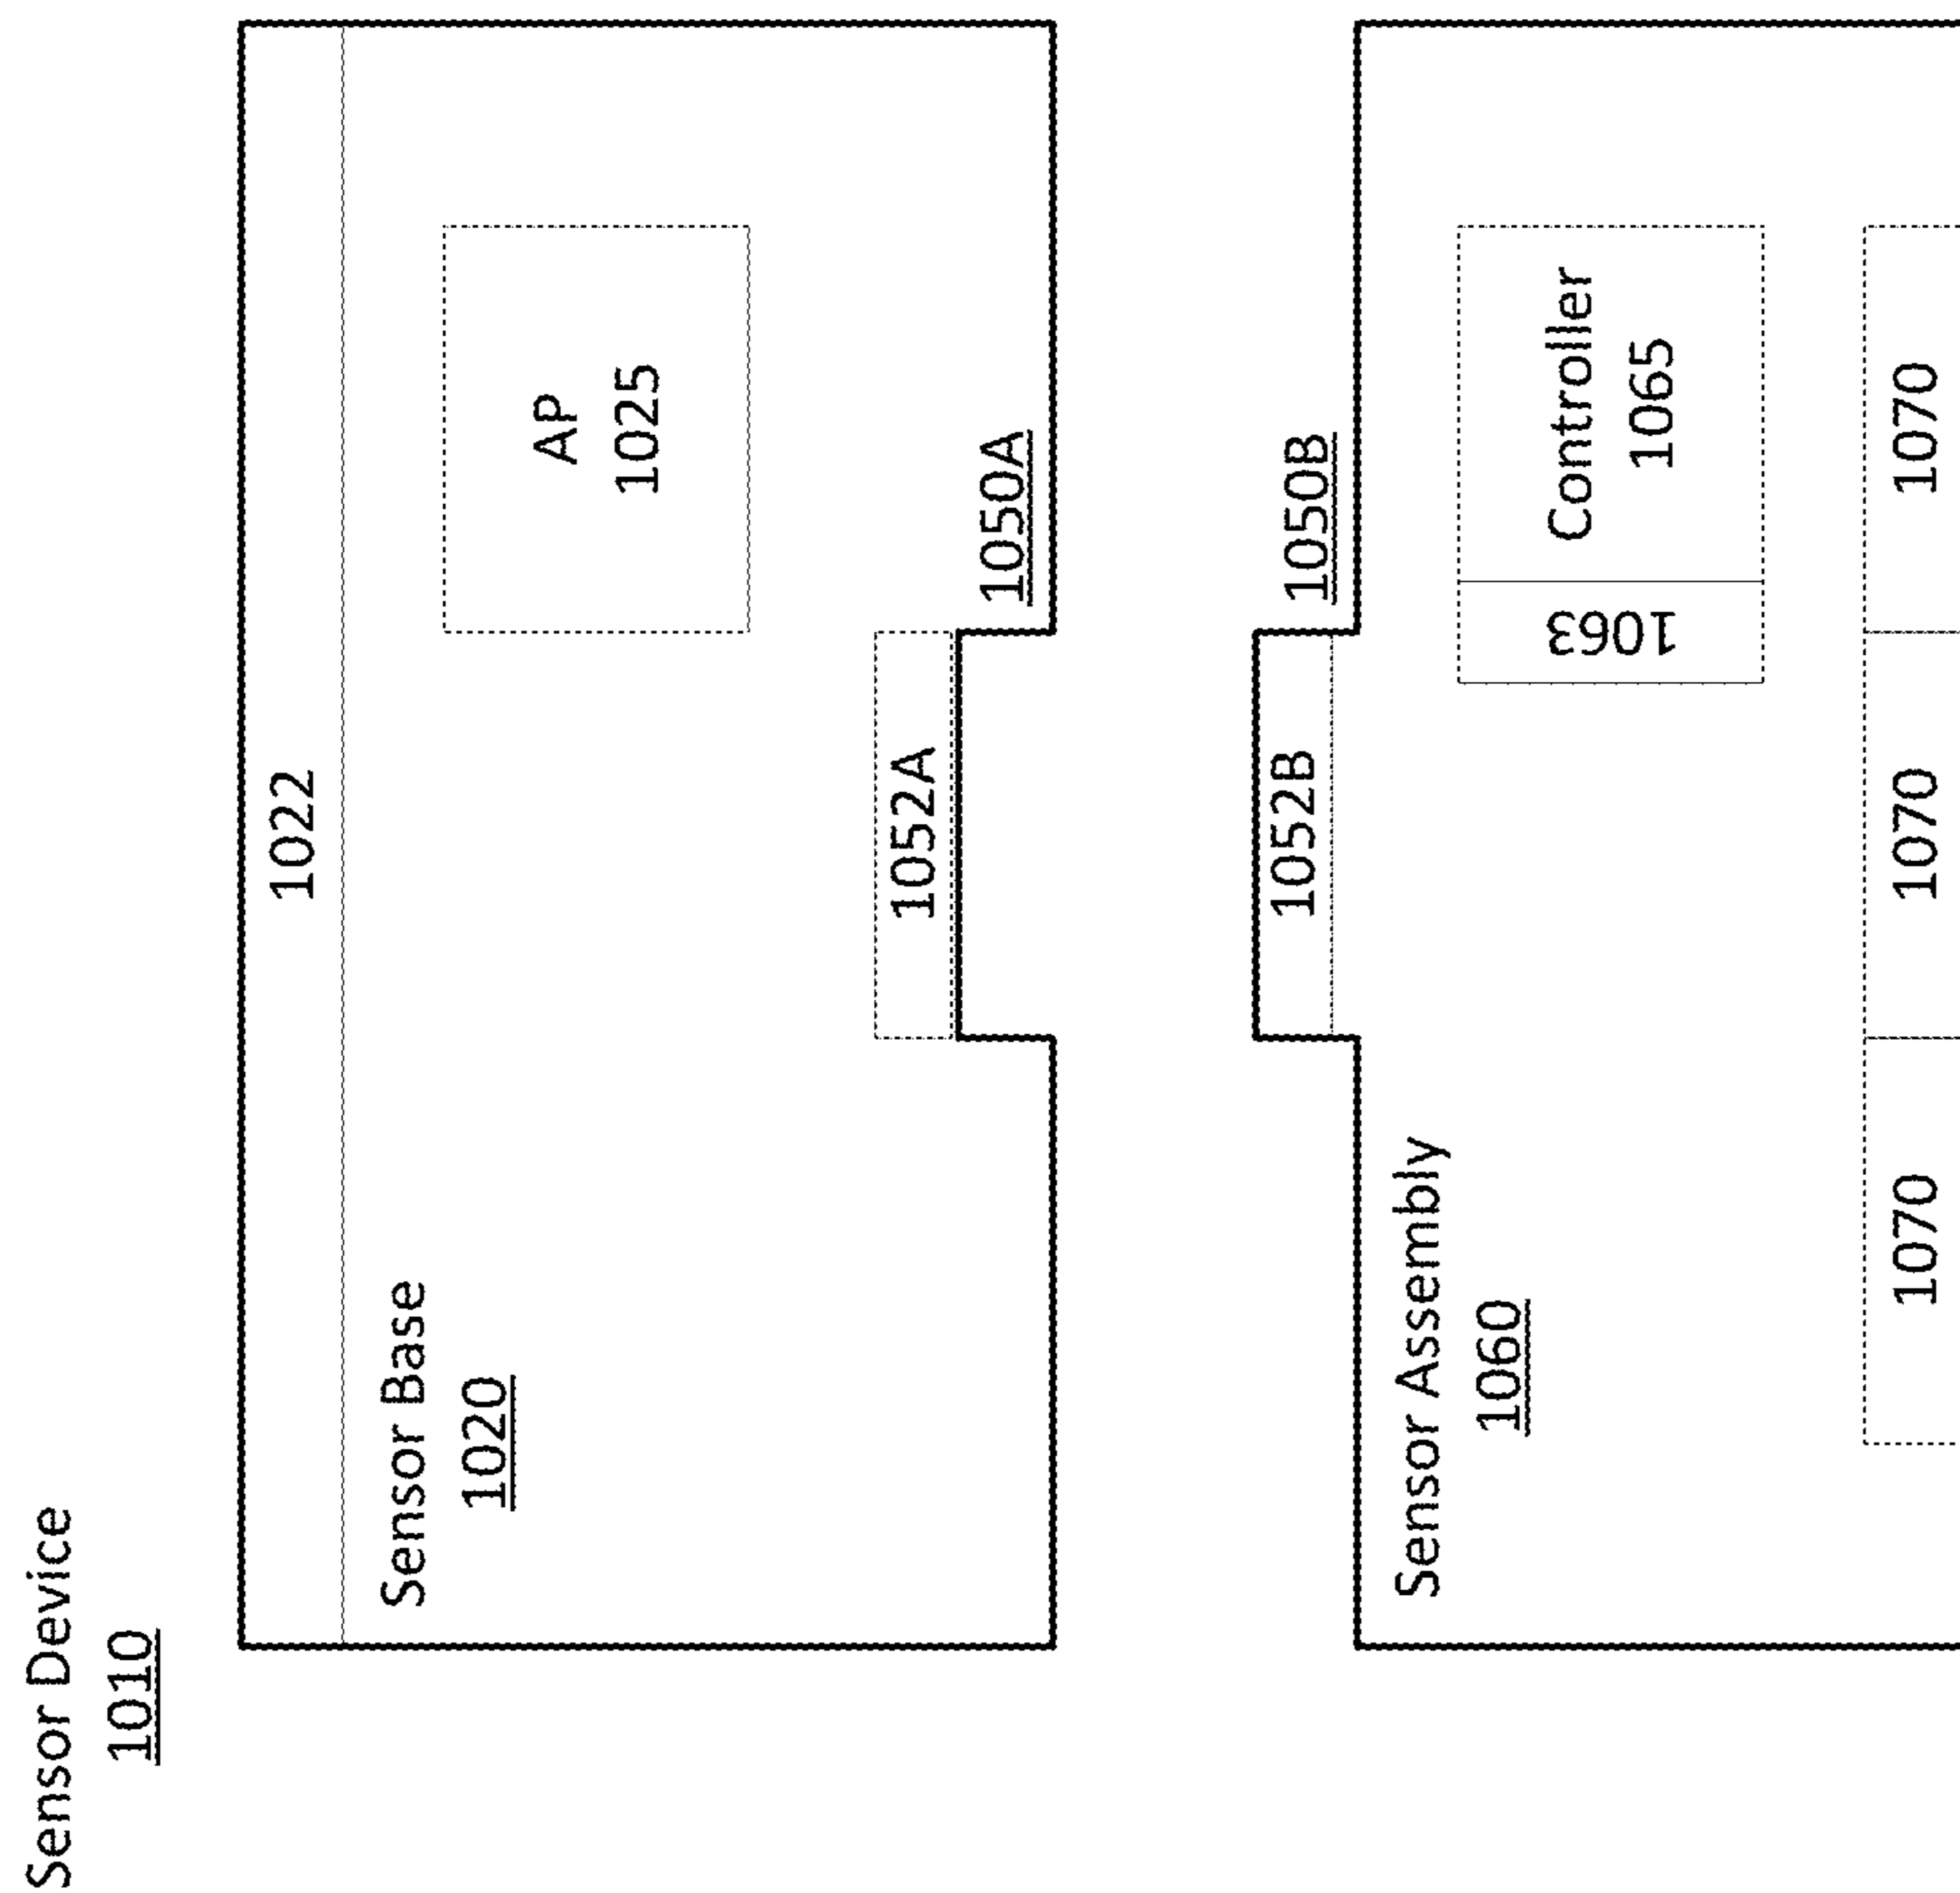 Sensor Device
1010
1022
Sensor Base
1020
AP
1025
1052A
1050A
1050B
1052B
Sensor Assembly
1060
Controller
1065
1063
1070
1070
1070